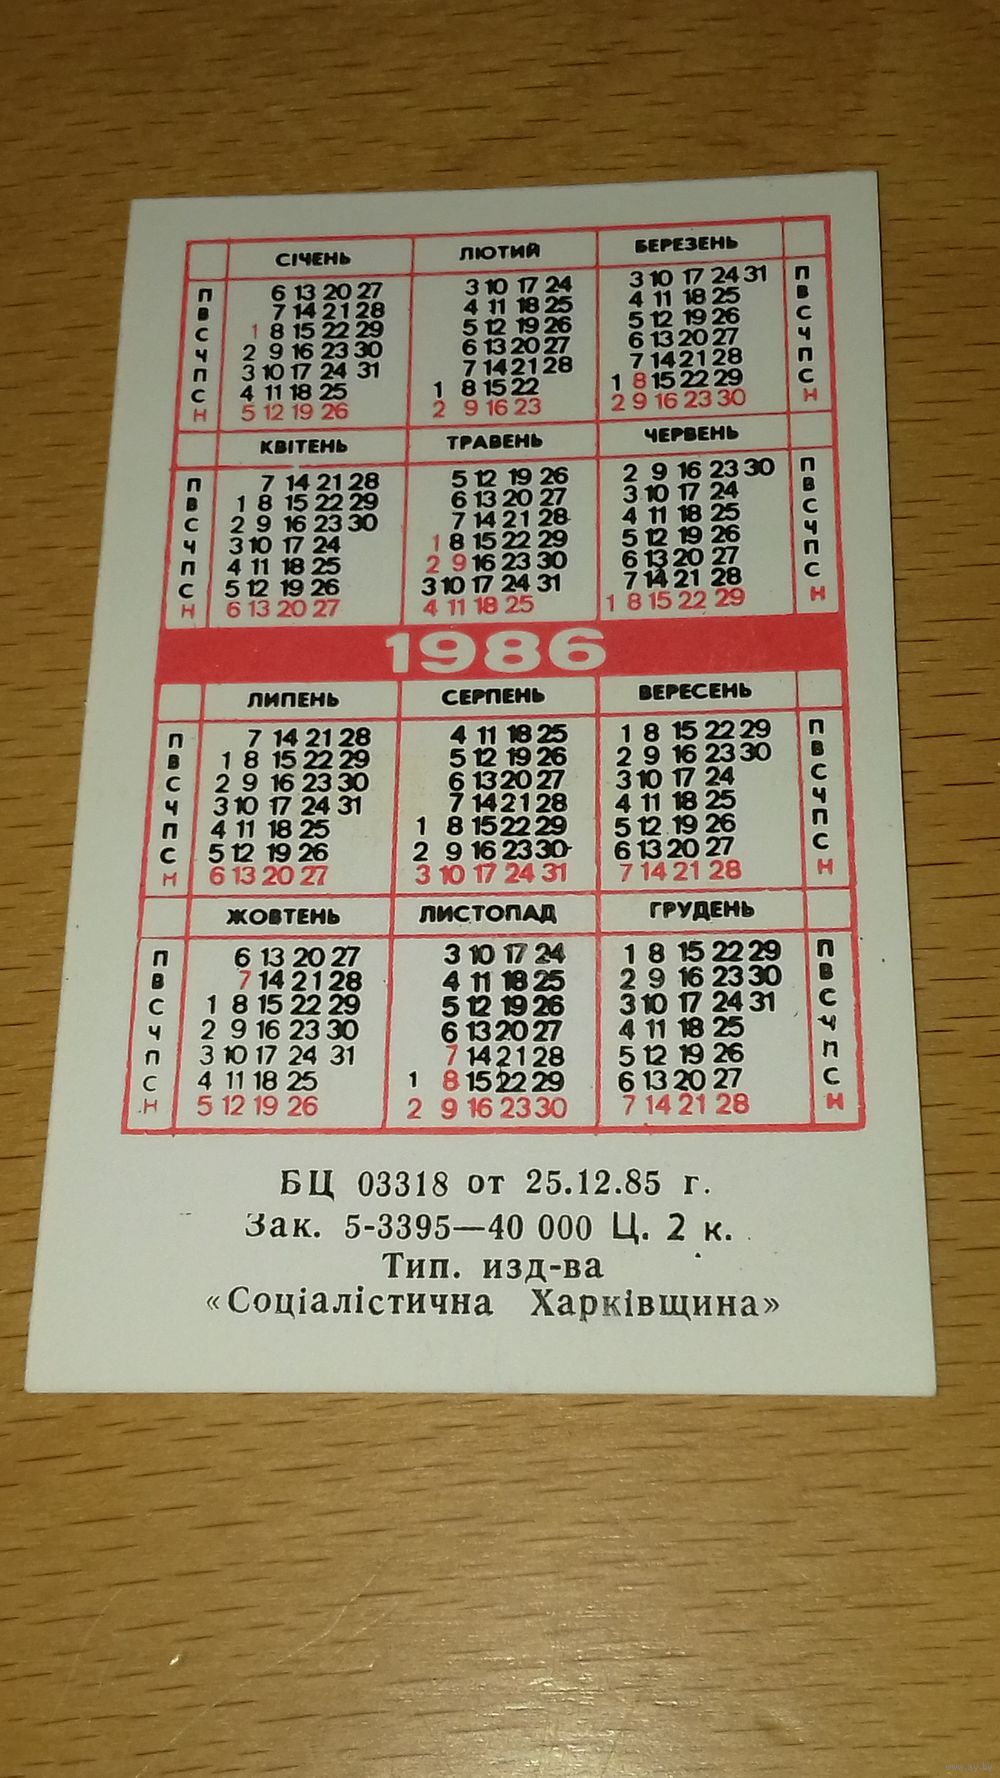 СІЧЕНЬ ЛЮТИЙ БЕРЕЗЕНЬ
П 6 13 20 27 3 10 17 24 3 10 17 24 31 П
В 7 14 21 28 4 11 18 25 4 11 18 25 В
С 1 8 15 22 29 5 12 19 26 5 12 19 26 С
Ч 2 9 16 23 30 6 13 20 27 6 13 20 27 Ч
П 3 10 17 24 31 7 14 21 28 7 14 21 28 П
С 4 11 18 25 1 8 15 22 1 8 15 22 29 С
Н 5 12 19 26 2 9 16 23 2 9 16 23 30 Н
КВІТЕНЬ ТРАВЕНЬ ЧЕРВЕНЬ
П 7 14 21 28 5 12 19 26 2 9 16 23 30 П
В 1 8 15 22 29 6 13 20 27 3 10 17 24 В
С 2 9 16 23 30 7 14 21 28 4 11 18 25 С
Ч 3 10 17 24 1 8 15 22 29 5 12 19 26 Ч
П 4 11 18 25 2 9 16 23 30 6 13 20 27 П
С 5 12 19 26 3 10 17 24 31 7 14 21 28 С
Н 6 13 20 27 4 11 18 25 1 8 15 22 29 Н
1986
ЛИПЕНЬ СЕРПЕНЬ ВЕРЕСЕНЬ
П 7 14 21 28 4 11 18 25 1 8 15 22 29 П
В 1 8 15 22 29 5 12 19 26 2 9 16 23 30 В
С 2 9 16 23 30 6 13 20 27 3 10 17 24 С
Ч 3 10 17 24 31 7 14 21 28 4 11 18 25 Ч
П 4 11 18 25 1 8 15 22 29 5 12 19 26 П
С 5 12 19 26 2 9 16 23 30 6 13 20 27 С
Н 6 13 20 27 3 10 17 24 31 7 14 21 28 Н
ЖОВТЕНЬ ЛИСТОПАД ГРУДЕНЬ
П 6 13 20 27 3 10 17 24 1 8 15 22 29 П
В 7 14 21 28 4 11 18 25 2 9 16 23 30 В
С 1 8 15 22 29 5 12 19 26 3 10 17 24 31 С
Ч 2 9 16 23 30 6 13 20 27 4 11 18 25 Ч
П 3 10 17 24 31 7 14 21 28 5 12 19 26 П
С 4 11 18 25 1 8 15 22 29 6 13 20 27 С
Н 5 12 19 26 2 9 16 23 30 7 14 21 28 Н
БЦ 03318 от 25.12.85 г.
Зак. 5-3395—40 000 Ц. 2 к.
Тип. изд-ва
«Соціалістична Харківщина»
www.ay.by